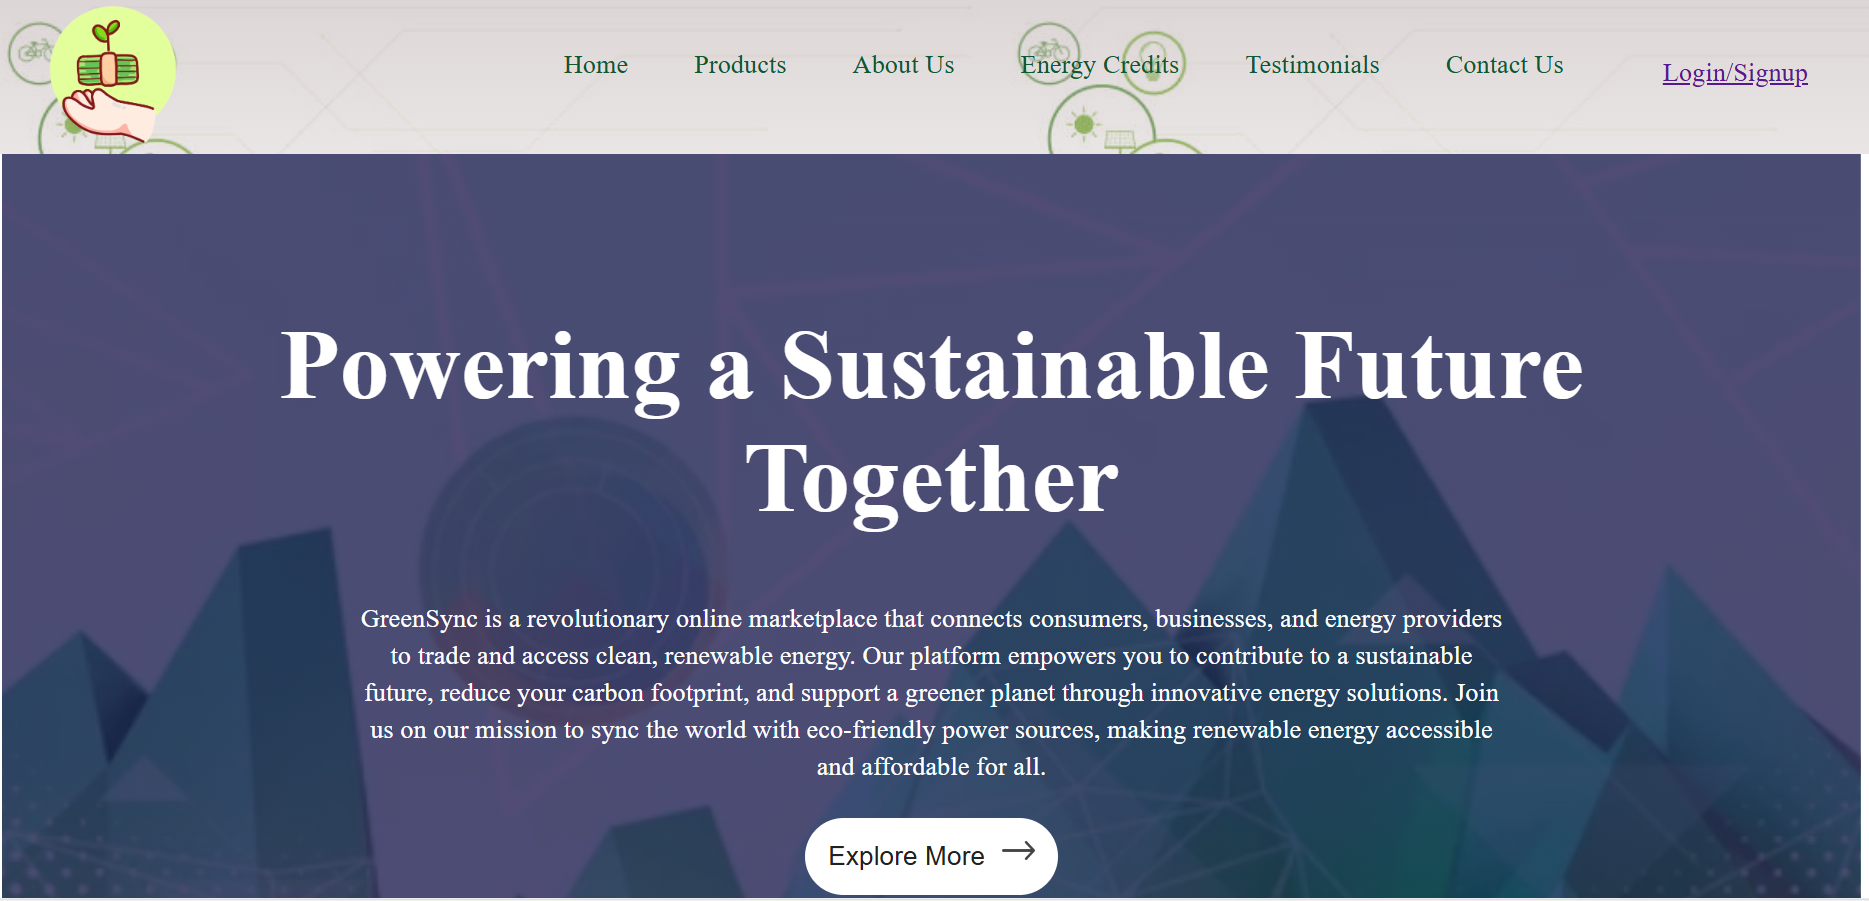 Home Products About Us Energy Credits Testimonials Contact Us Login/Signup
Powering a Sustainable Future
Together
GreenSync is a revolutionary online marketplace that connects consumers, businesses, and energy providers
to trade and access clean, renewable energy. Our platform empowers you to contribute to a sustainable
future, reduce your carbon footprint, and support a greener planet through innovative energy solutions. Join
us on our mission to sync the world with eco-friendly power sources, making renewable energy accessible
and affordable for all.
Explore More